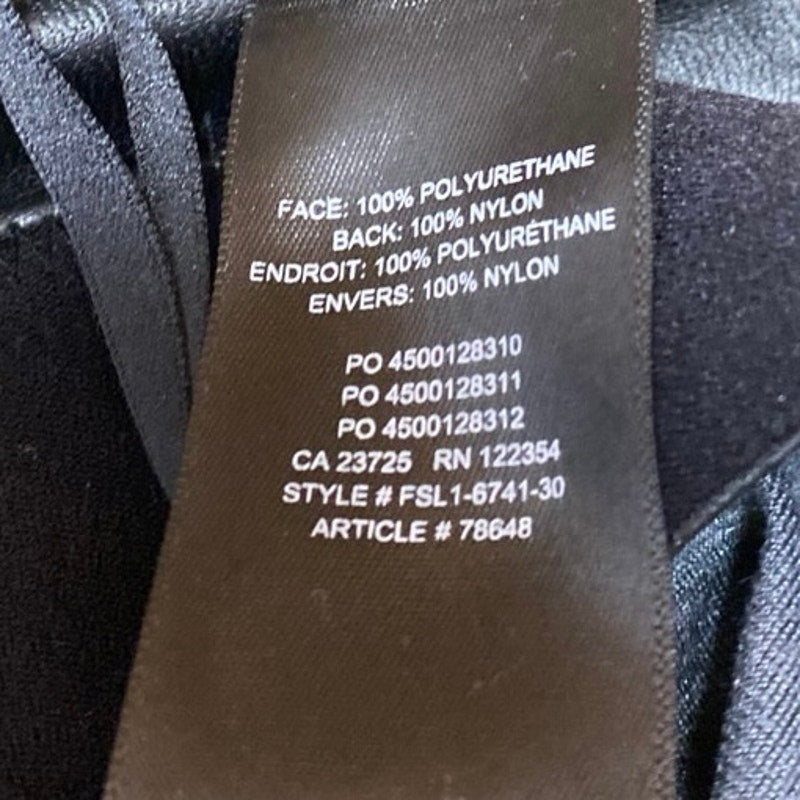 FACE: 100% POLYURETHANE
BACK: 100% NYLON
ENDROIT: 100% POLYURÉTHANE
ENVERS: 100% NYLON
PO 4500128310
PO 4500128311
PO 4500128312
CA 23725 RN 122354
STYLE # FSL1-6741-30
ARTICLE # 78648